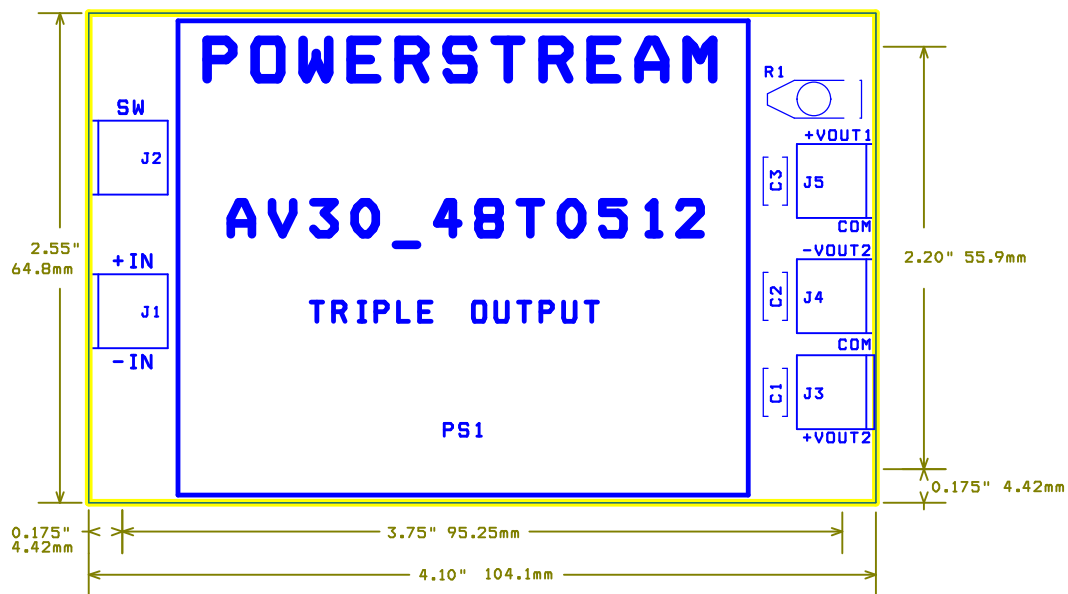 POWERSTREAM
R1
SW
+VOUT1
J2
C3
J5
COM
AV30_48T0512
2.55"
64.8mm
-VOUT2
2.20" 55.9mm
+IN
C2
J4
J1
TRIPLE OUTPUT
COM
-IN
C1
J3
PS1
+VOUT2
0.175" 4.42mm
0.175"
4.42mm
3.75" 95.25mm
4.10" 104.1mm